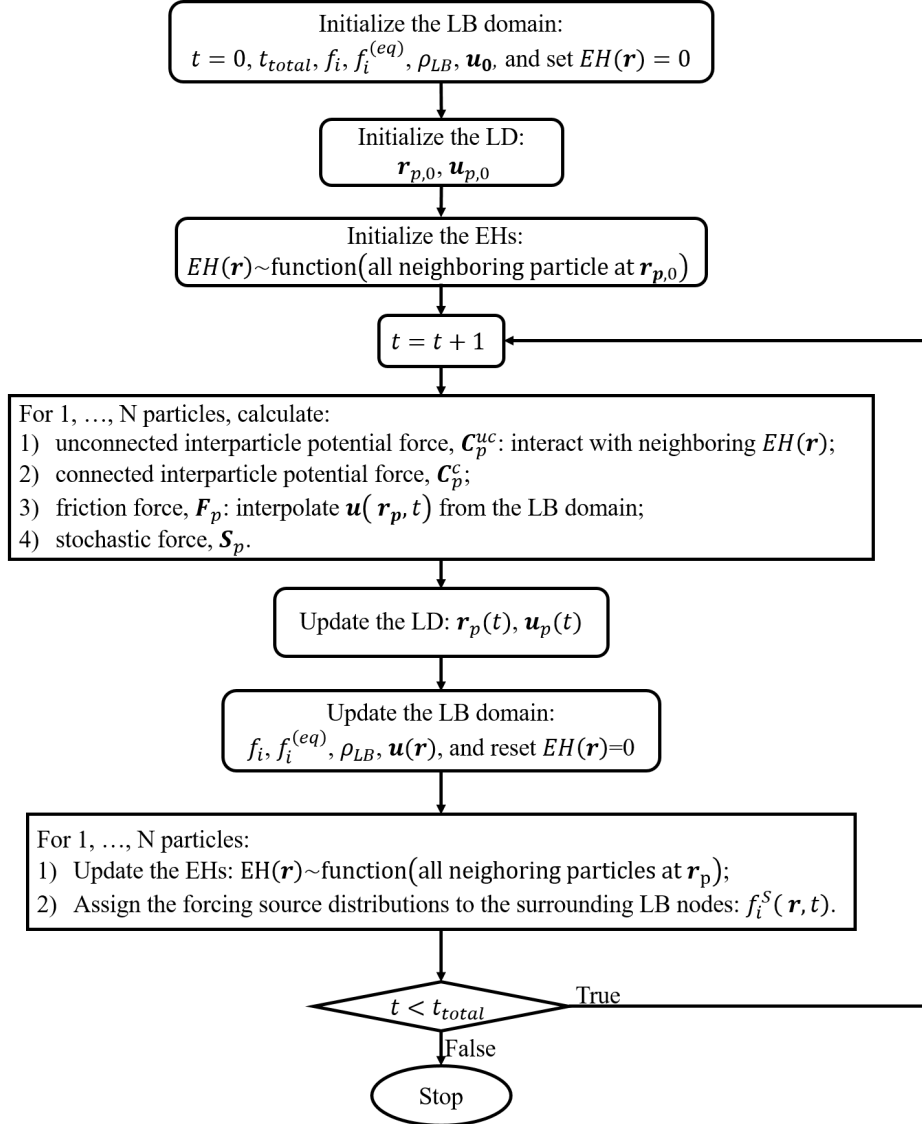 Initialize the LB domain:
t = 0, t_total, f_i, f_i^(eq), ρ_LB, u_0, and set EH(r) = 0
Initialize the LD:
r_p,0, u_p,0
Initialize the EHs:
EH(r)~function(all neighboring particle at r_p,0)
t = t + 1
For 1, …, N particles, calculate:
1) unconnected interparticle potential force, C_p^uc: interact with neighboring EH(r);
2) connected interparticle potential force, C_p^c;
3) friction force, F_p: interpolate u( r_p, t) from the LB domain;
4) stochastic force, S_p.
Update the LD: r_p(t), u_p(t)
Update the LB domain:
f_i, f_i^(eq), ρ_LB, u(r), and reset EH(r)=0
For 1, …, N particles:
1) Update the EHs: EH(r)~function(all neighoring particles at r_p);
2) Assign the forcing source distributions to the surrounding LB nodes: f_i^S( r, t).
t < t_total
True
False
Stop